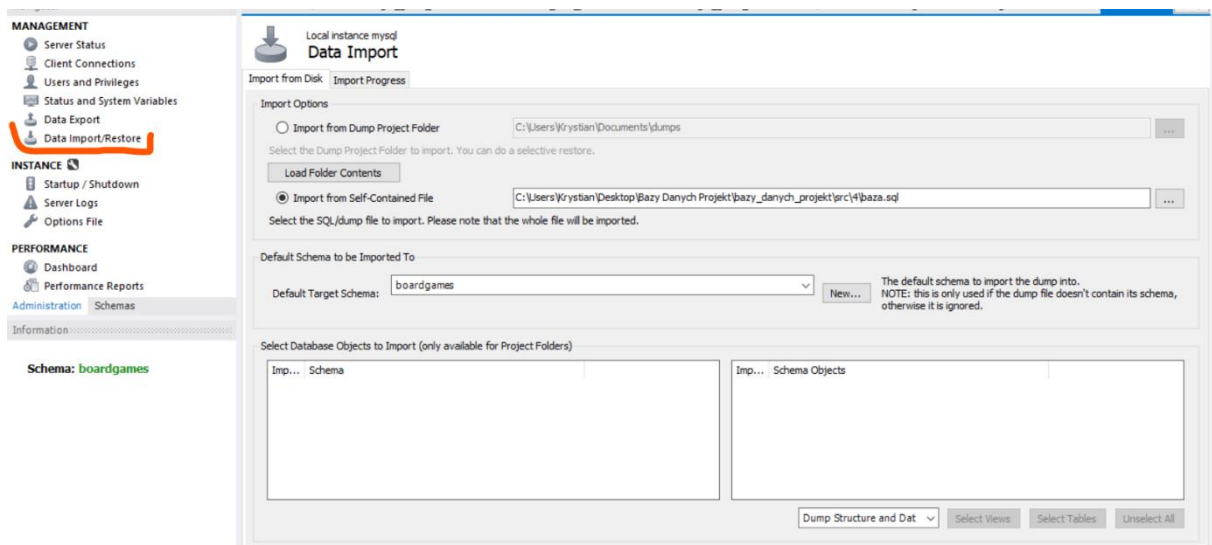 MANAGEMENT
Server Status
Client Connections
Users and Privileges
Status and System Variables
Data Export
Data Import/Restore
INSTANCE
Startup / Shutdown
Server Logs
Options File
PERFORMANCE
Dashboard
Performance Reports
Administration Schemas
Information
Schema: boardgames
Local instance mysql
Data Import
Import from Disk Import Progress
Import Options
Import from Dump Project Folder C:\Users\Krystian\Documents\dumps ...
Select the Dump Project Folder to import. You can do a selective restore.
Load Folder Contents
Import from Self-Contained File C:\Users\Krystian\Desktop\Bazy Danych Projekt\bazy_danych_projekt\src\4\baza.sql ...
Select the SQL/dump file to import. Please note that the whole file will be imported.
Default Schema to be Imported To
Default Target Schema: boardgames New...
The default schema to import the dump into.
NOTE: this is only used if the dump file doesn't contain its schema,
otherwise it is ignored.
Select Database Objects to Import (only available for Project Folders)
Imp... Schema Imp... Schema Objects
Dump Structure and Dat Select Views Select Tables Unselect All